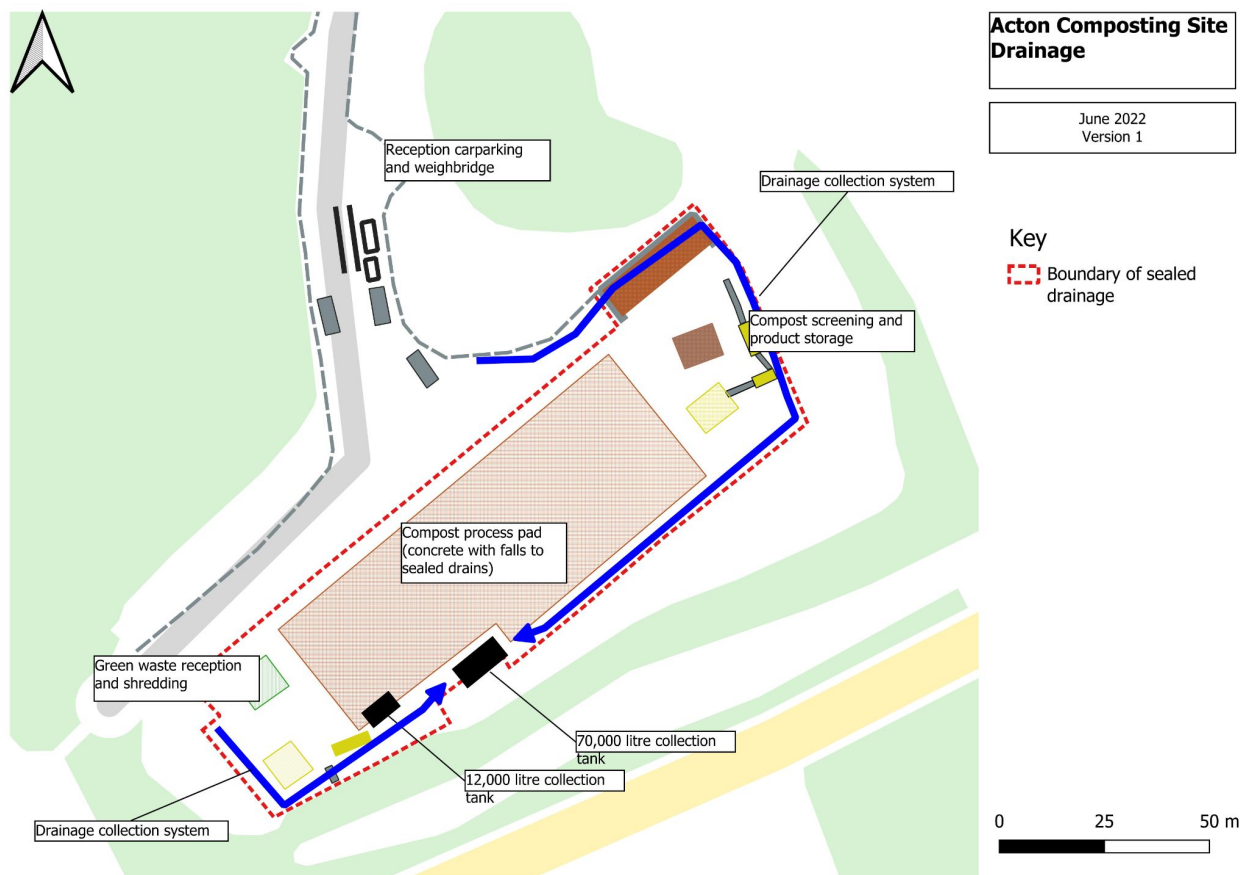 Acton Composting Site
Drainage
June 2022
Version 1
Reception carparking
and weighbridge
Drainage collection system
Key
Boundary of sealed
drainage
Compost screening and
product storage
Compost process pad
(concrete with falls to
sealed drains)
Green waste reception
and shredding
70,000 litre collection
tank
12,000 litre collection
tank
Drainage collection system
0 25 50 m